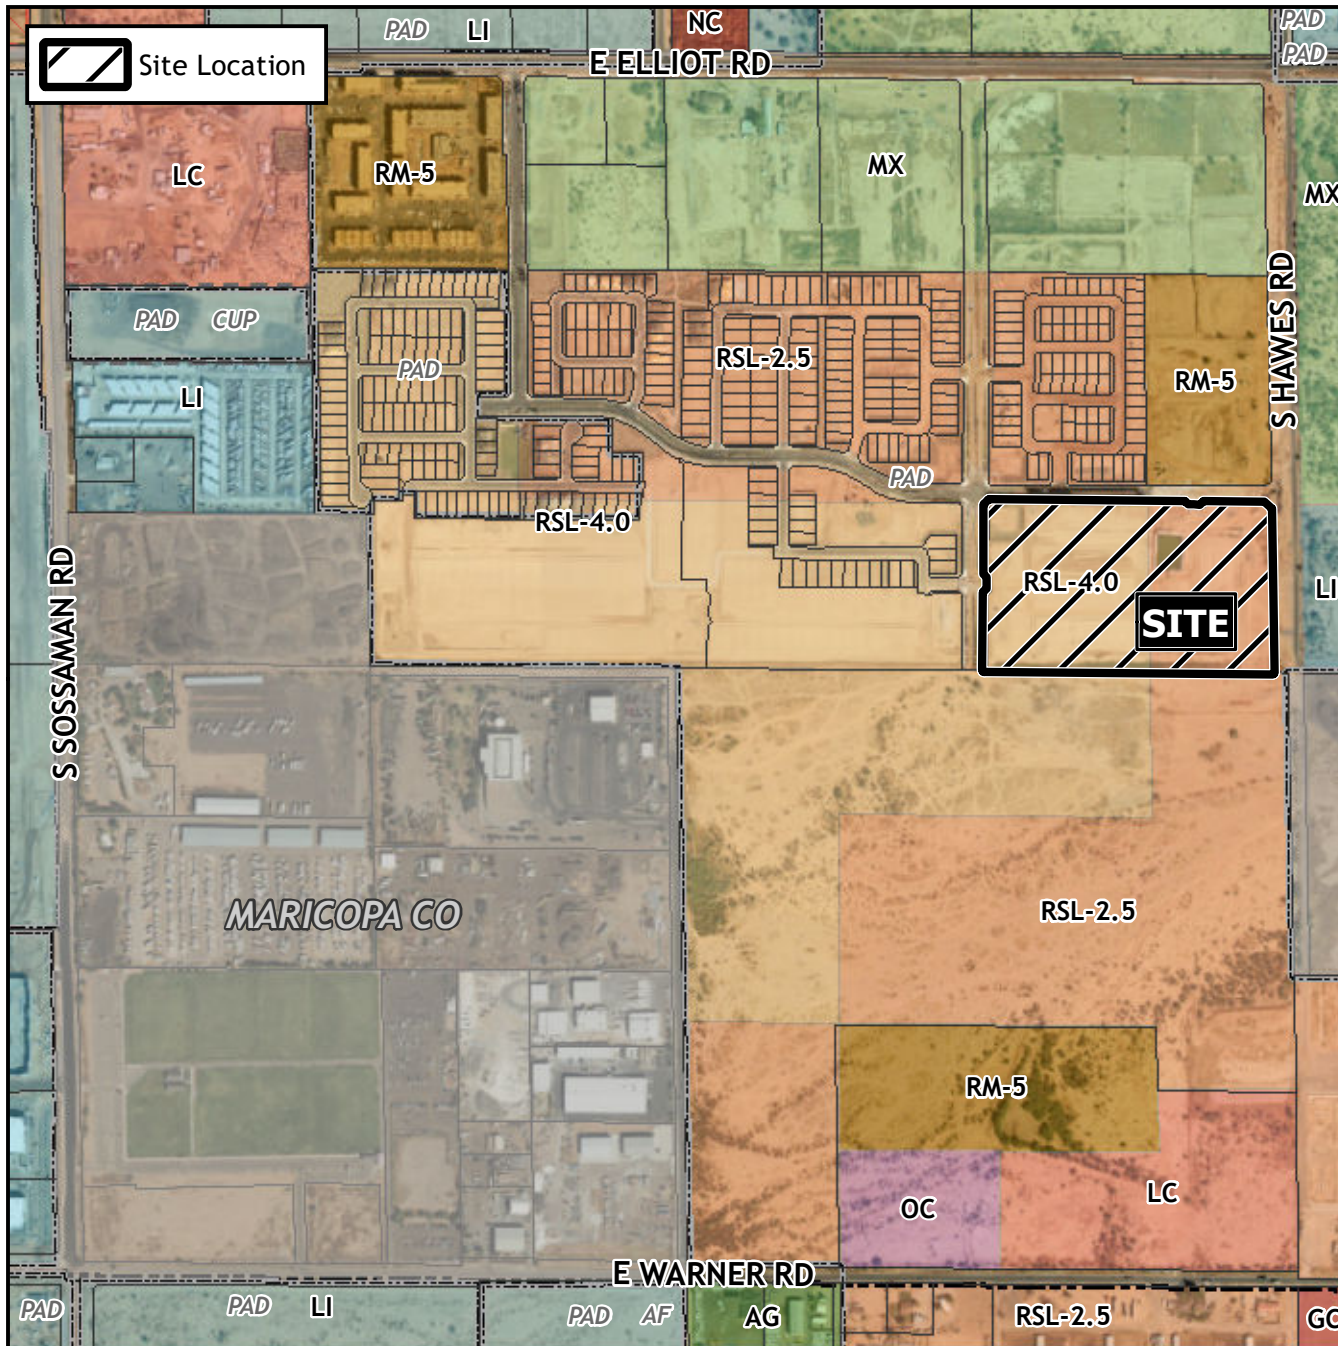 PAD
LI
NC
PAD
PAD
Site Location
E ELLIOT RD
LC
RM-5
MX
MX
PAD
CUP
S HAWES RD
PAD
RSL-2.5
RM-5
LI
PAD
RSL-4.0
S SOSSAMAN RD
RSL-4.0
LI
SITE
MARICOPA CO
RSL-2.5
RM-5
LC
OC
E WARNER RD
PAD
PAD
LI
PAD
AF
AG
RSL-2.5
GC